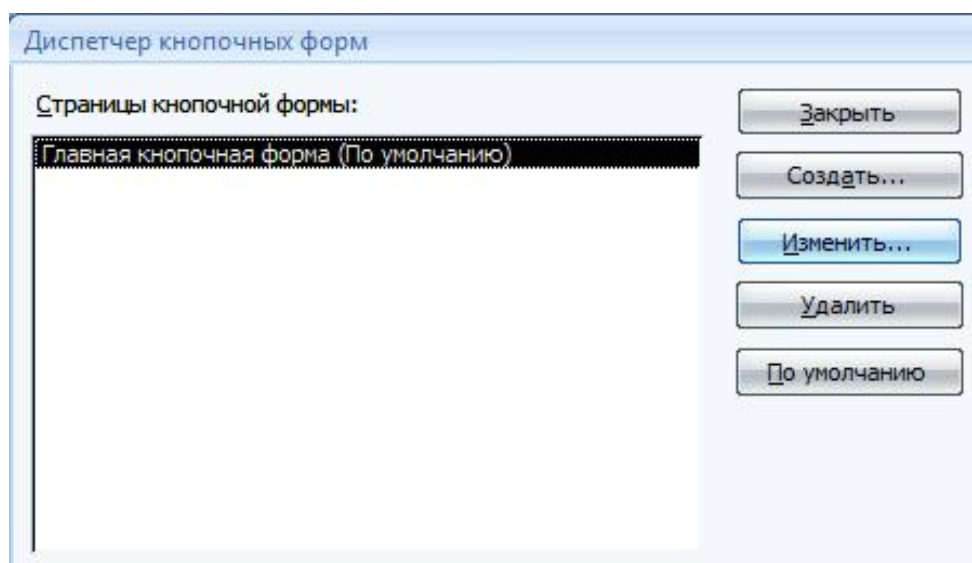 Диспетчер кнопочных форм
Страницы кнопочной формы:
Главная кнопочная форма (По умолчанию)
Закрыть
Создать...
Изменить...
Удалить
По умолчанию